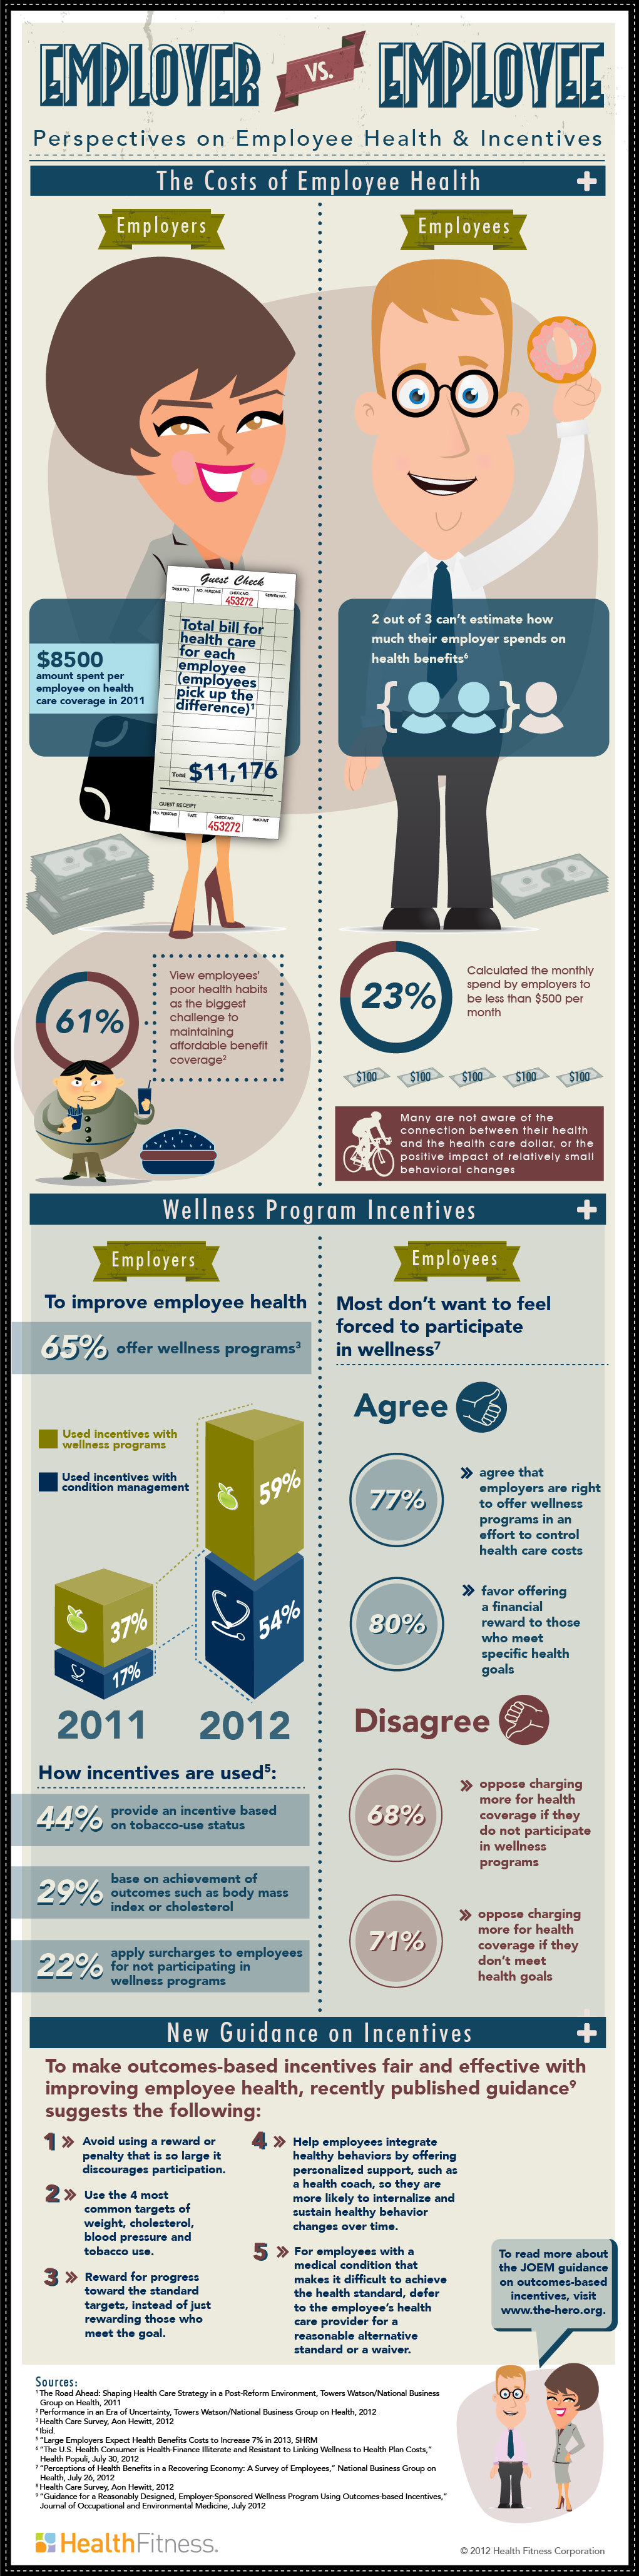 EMPLOYER VS. EMPLOYEE
Perspectives on Employee Health & Incentives
The Costs of Employee Health
Employers
Guest Check
TABLE NO.
NO. PERSONS
CHECK NO.
453272
SERVER NO.
Total bill for
health care
for each
employee
(employees
pick up the
difference)¹
Total $11,176
GUEST RECEIPT
NO. PERSONS
DATE
CHECK NO.
453272
AMOUNT
$8500
amount spent per
employee on health
care coverage in 2011
61%
View employees'
poor health habits
as the biggest
challenge to
maintaining
affordable benefit
coverage²
Employees
2 out of 3 can't estimate how
much their employer spends on
health benefits⁶
23%
Calculated the monthly
spend by employers to
be less than $500 per
month
$100 $100 $100 $100 $100
Many are not aware of the
connection between their health
and the health care dollar, or the
positive impact of relatively small
behavioral changes
Wellness Program Incentives
Employers
To improve employee health
65% offer wellness programs³
Used incentives with
wellness programs
Used incentives with
condition management
37%
17%
59%
54%
2011
2012
How incentives are used⁵:
44% provide an incentive based
on tobacco-use status
29% base on achievement of
outcomes such as body mass
index or cholesterol
22% apply surcharges to employees
for not participating in
wellness programs
Employees
Most don't want to feel
forced to participate
in wellness⁷
Agree
77%
agree that
employers are right
to offer wellness
programs in an
effort to control
health care costs
80%
favor offering
a financial
reward to those
who meet
specific health
goals
Disagree
68%
oppose charging
more for health
coverage if they
do not participate
in wellness
programs
71%
oppose charging
more for health
coverage if they
don't meet
health goals
New Guidance on Incentives
To make outcomes-based incentives fair and effective with
improving employee health, recently published guidance⁹
suggests the following:
1 Avoid using a reward or
penalty that is so large it
discourages participation.
2 Use the 4 most
common targets of
weight, cholesterol,
blood pressure and
tobacco use.
3 Reward for progress
toward the standard
targets, instead of just
rewarding those who
meet the goal.
4 Help employees integrate
healthy behaviors by offering
personalized support, such as
a health coach, so they are
more likely to internalize and
sustain healthy behavior
changes over time.
5 For employees with a
medical condition that
makes it difficult to achieve
the health standard, defer
to the employee's health
care provider for a
reasonable alternative
standard or a waiver.
To read more about
the JOEM guidance
on outcomes-based
incentives, visit
www.the-hero.org.
Sources:
¹ The Road Ahead: Shaping Health Care Strategy in a Post-Reform Environment, Towers Watson/National Business
Group on Health, 2011
² Performance in an Era of Uncertainty, Towers Watson/National Business Group on Health, 2012
³ Health Care Survey, Aon Hewitt, 2012
⁴ Ibid.
⁵ "Large Employers Expect Health Benefits Costs to Increase 7% in 2013, SHRM
⁶ "The U.S. Health Consumer is Health-Finance Illiterate and Resistant to Linking Wellness to Health Plan Costs,"
Health Populi, July 30, 2012
⁷ "Perceptions of Health Benefits in a Recovering Economy: A Survey of Employees," National Business Group on
Health, July 26, 2012
⁸ Health Care Survey, Aon Hewitt, 2012
⁹ "Guidance for a Reasonably Designed, Employer-Sponsored Wellness Program Using Outcomes-based Incentives,"
Journal of Occupational and Environmental Medicine, July 2012
HealthFitness.
© 2012 Health Fitness Corporation